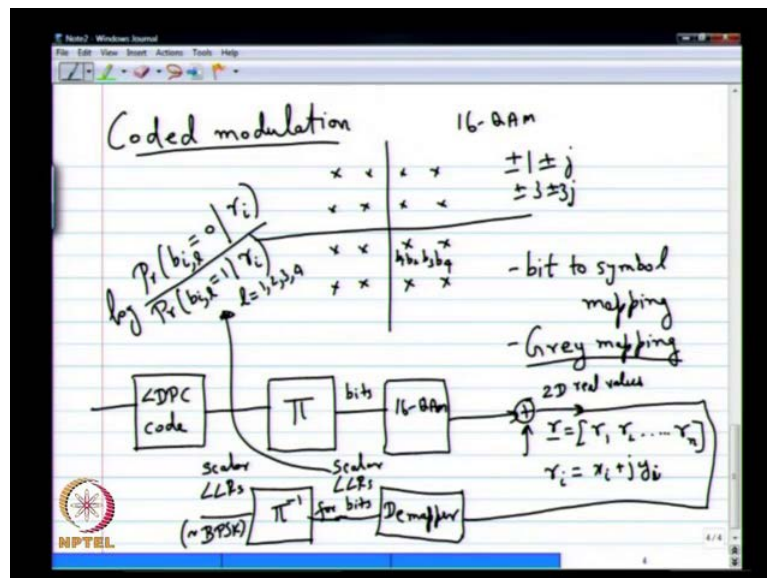 Note2 - Windows Journal
File Edit View Insert Actions Tools Help
Coded modulation
16-QAM
±1±j
±3±3j
log Pr(bi,l=0|ri) / Pr(bi,l=1|ri)
l=1,2,3,4
b1b2b3b4
- bit to symbol
mapping
- Grey mapping
LDPC
code
Π
bits
16-QAM
+
2D real values
r=[r1 r2 .... rn]
ri = xi + jyi
scalar
LLRs
(~BPSK)
Π-1
scalar
LLRs
for bits
Demapper
NPTEL
4/4
4